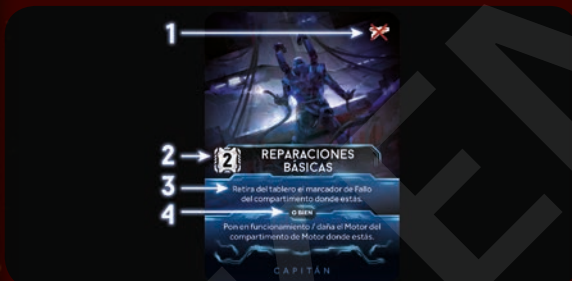 1
2
2
REPARACIONES
BÁSICAS
3
Retira del tablero el marcador de Fallo
del compartimento donde estás.
4
O BIEN
Pon en funcionamiento / daña el Motor del
compartimento de Motor donde estás.
CAPITÁN